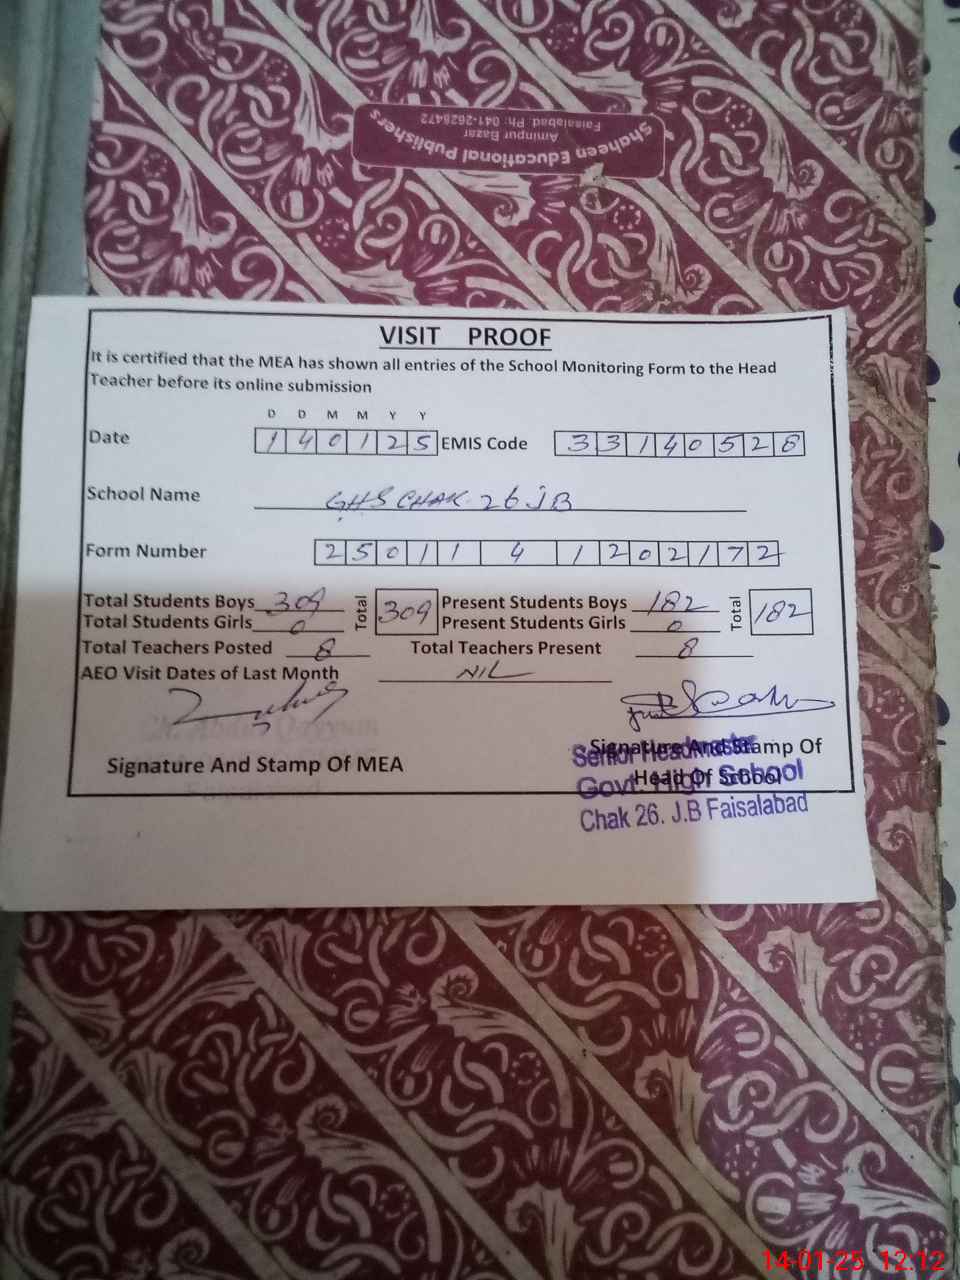 Shaheen Educational Publishers
Aminpur Bazar
Faisalabad. Ph: 041-2628472
VISIT PROOF
It is certified that the MEA has shown all entries of the School Monitoring Form to the Head
Teacher before its online submission
D D M M Y Y
Date 1 4 0 1 2 5 EMIS Code 3 3 1 4 0 5 2 8
School Name GHS CHAK 26 JB
Form Number 2 5 0 1 1 4 1 2 0 2 1 7 2
Total Students Boys 309 Total 309 Present Students Boys 182 Total 182
Total Students Girls 0 Present Students Girls 0
Total Teachers Posted 8 Total Teachers Present 8
AEO Visit Dates of Last Month NIL
Signature And Stamp Of MEA
Signature And Stamp Of
Head Of School
Senior Headmaster
Govt. High School
Chak 26. J.B Faisalabad
14-01-25 12:12